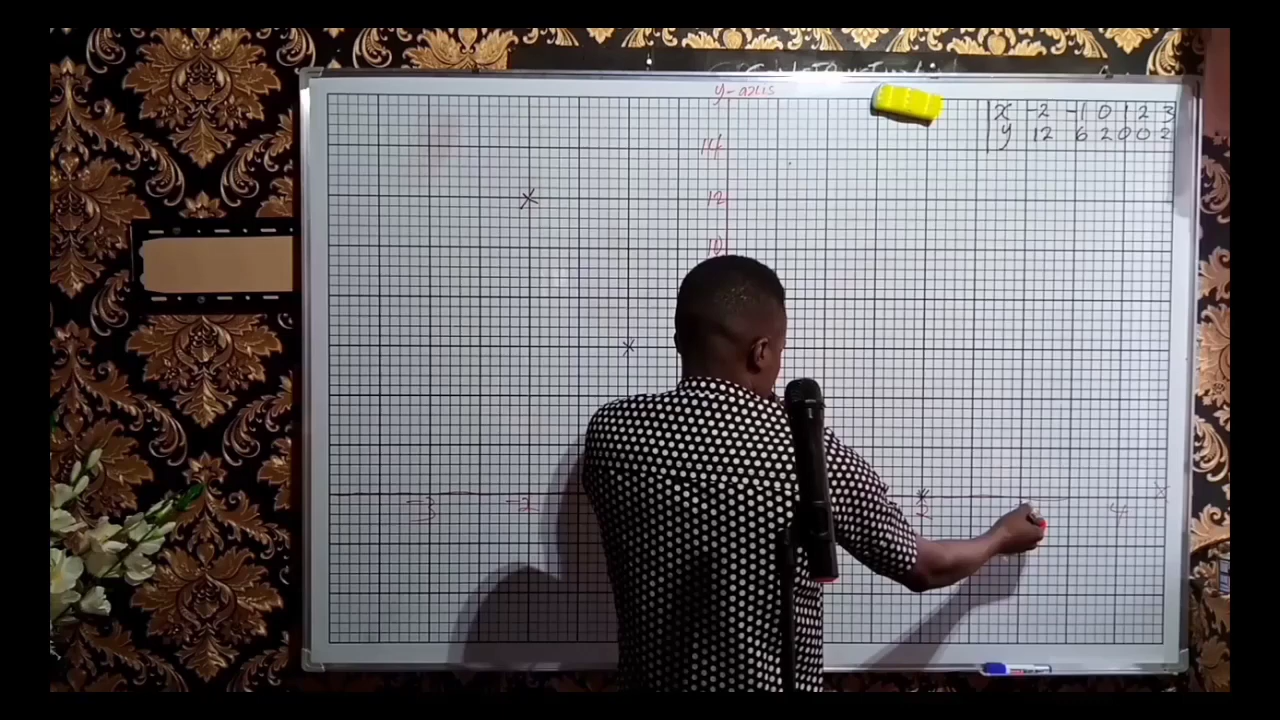 y-axis
x -2 -1 0 1 2 3
y 12 6 2 0 0 2
14
12
10
-3 -2 2 4 x